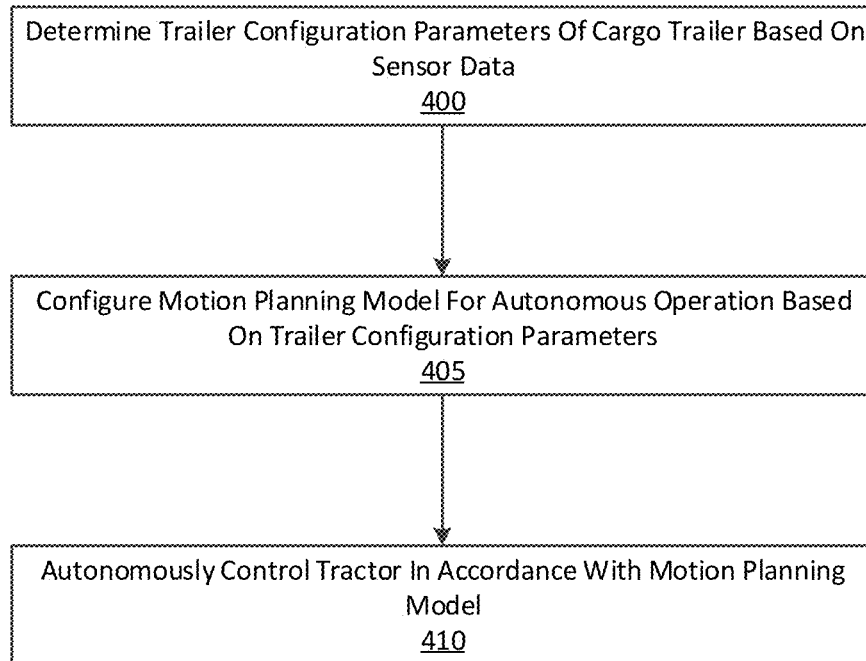 Determine Trailer Configuration Parameters Of Cargo Trailer Based On
Sensor Data
400
Configure Motion Planning Model For Autonomous Operation Based
On Trailer Configuration Parameters
405
Autonomously Control Tractor In Accordance With Motion Planning
Model
410